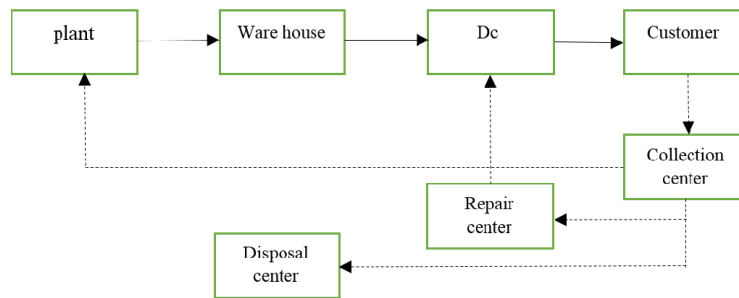 plant
Ware house
Dc
Customer
Collection
center
Repair
center
Disposal
center